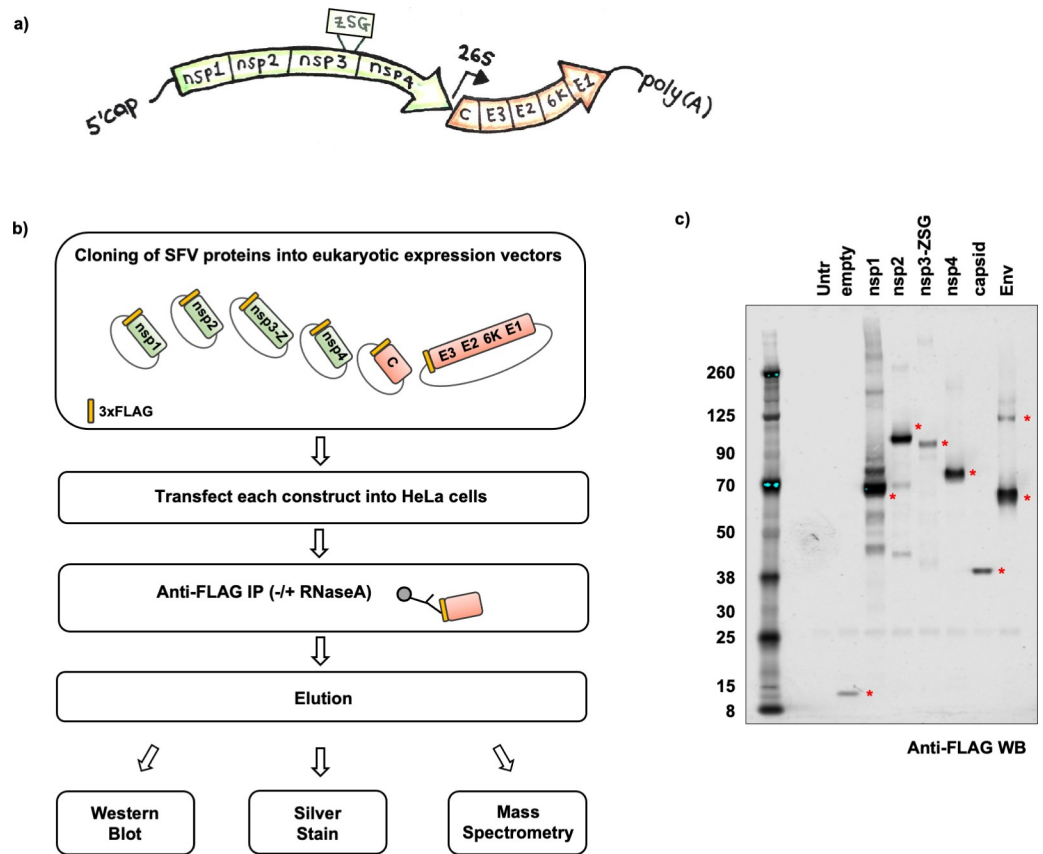 a)
ZSG
5'cap
nsp1 nsp2 nsp3 nsp4
26S
C E3 E2 6K E1
poly(A)
b)
Cloning of SFV proteins into eukaryotic expression vectors
nsp1
nsp2
nsp3-Z
nsp4
C
E3 E2 6K E1
3xFLAG
Transfect each construct into HeLa cells
Anti-FLAG IP (-/+ RNaseA)
Elution
Western
Blot
Silver
Stain
Mass
Spectrometry
c)
Untr
empty
nsp1
nsp2
nsp3-ZSG
nsp4
capsid
Env
260
125
90
70
50
38
30
25
15
8
* * * * * * * *
Anti-FLAG WB